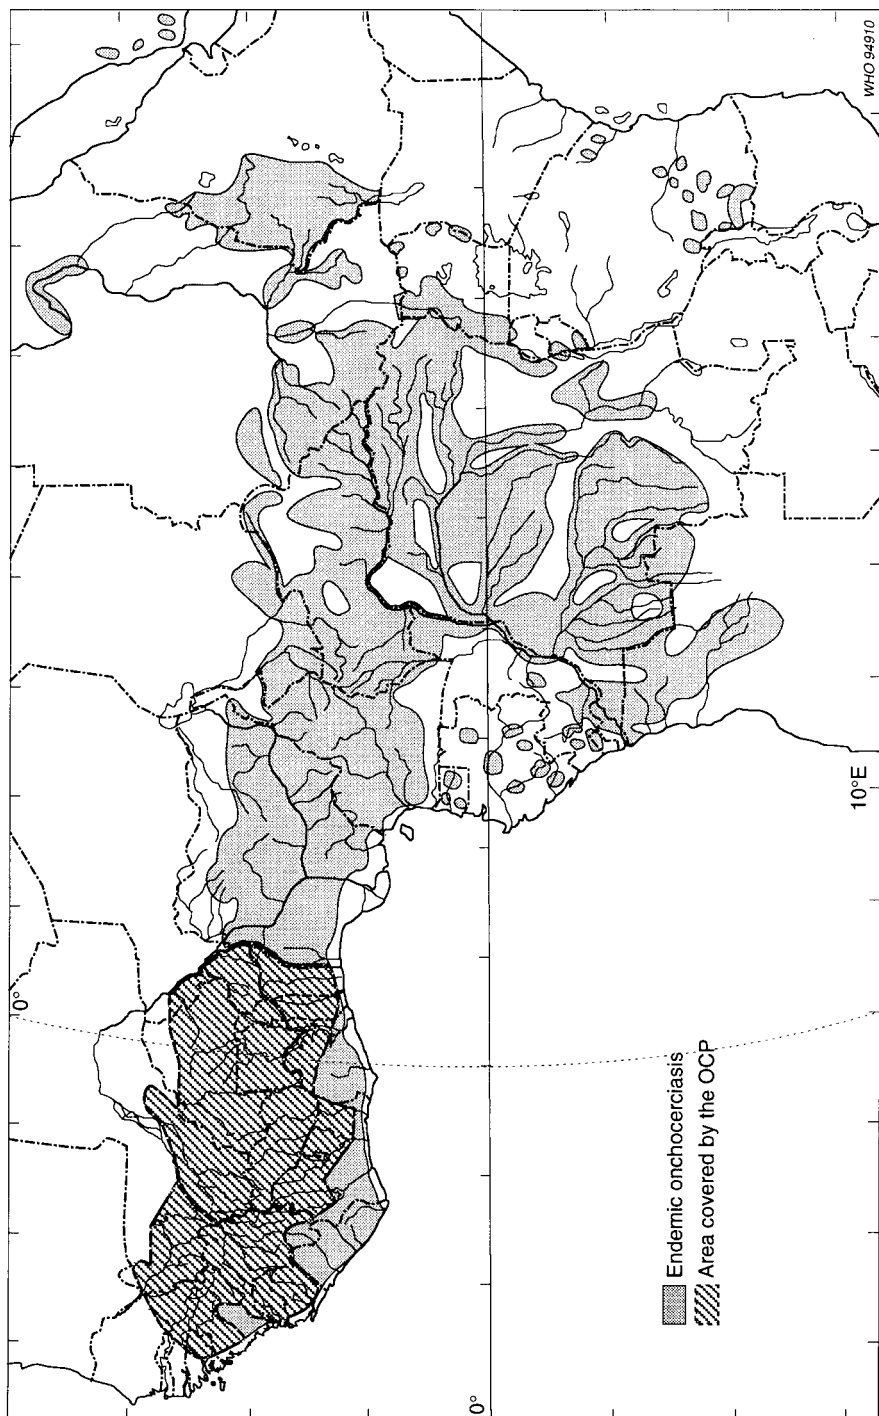 0°
0°
10°E
Endemic onchocerciasis
Area covered by the OCP
WHO 94910